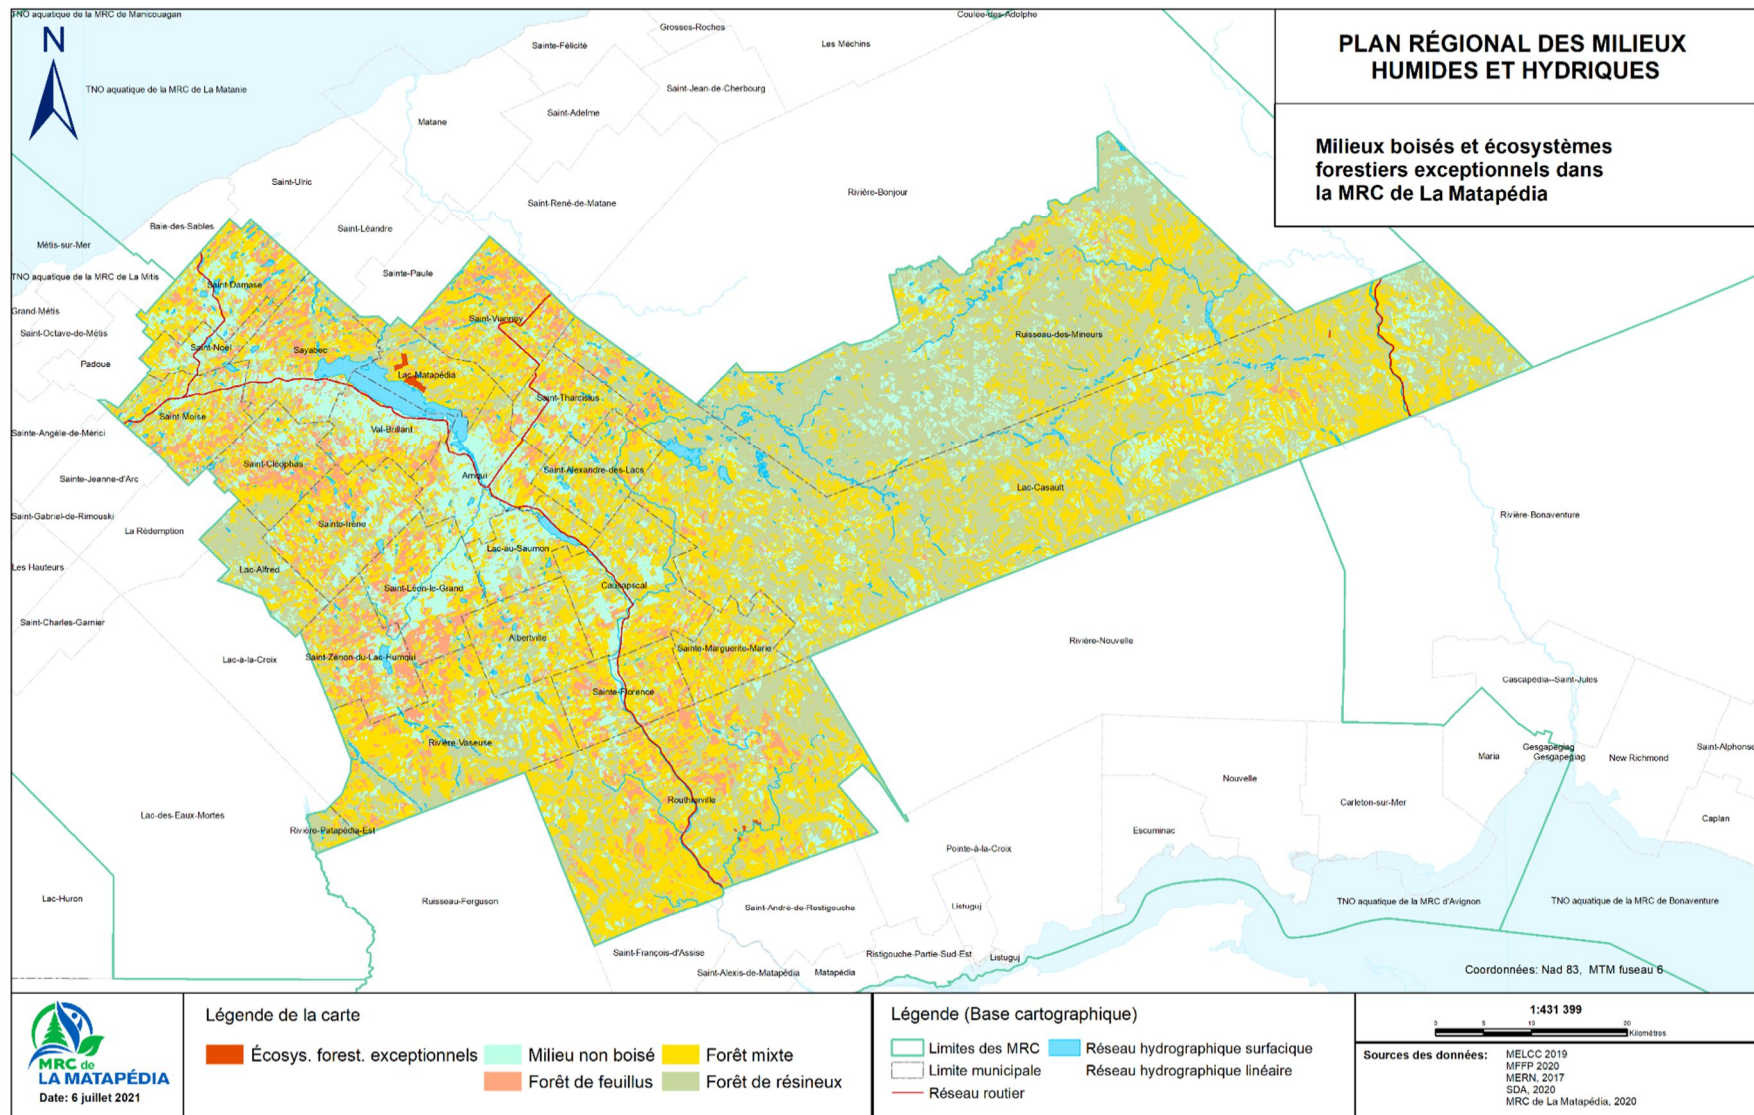 PLAN RÉGIONAL DES MILIEUX
HUMIDES ET HYDRIQUES
Milieux boisés et écosystèmes
forestiers exceptionnels dans
la MRC de La Matapédia
N
TNO aquatique de la MRC de Manicouagan
Coulée-des-Adolphe
Grosses-Roches
Sainte-Félicité
Les Méchins
TNO aquatique de la MRC de La Matanie
Saint-Jean-de-Cherbourg
Saint-Adelme
Matane
Saint-Ulric
Rivière-Bonjour
Saint-René-de-Matane
Baie-des-Sables
Saint-Léandre
Métis-sur-Mer
Sainte-Paule
TNO aquatique de la MRC de La Mitis
Saint-Damase
Grand-Métis
Saint-Vianney
Saint-Octave-de-Métis
Ruisseau-des-Mineurs
Saint-Noël
Sayabec
Padoue
Lac-Matapédia
Saint-Tharcisius
Saint-Moïse
Val-Brillant
Sainte-Angèle-de-Mérici
Saint-Cléophas
Saint-Alexandre-des-Lacs
Sainte-Jeanne-d'Arc
Amqui
Lac-Casault
Saint-Gabriel-de-Rimouski
Rivière-Bonaventure
Sainte-Irène
La Rédemption
Lac-au-Saumon
Les Hauteurs
Lac-Alfred
Saint-Léon-le-Grand
Causapscal
Saint-Charles-Garnier
Albertville
Rivière-Nouvelle
Sainte-Marguerite-Marie
Lac-à-la-Croix
Saint-Zénon-du-Lac-Humqui
Cascapédia--Saint-Jules
Sainte-Florence
Rivière-Vaseuse
Gesgapegiag
Gesgapegiag
Saint-Alphonse
Maria
New Richmond
Nouvelle
Routhierville
Carleton-sur-Mer
Lac-des-Eaux-Mortes
Caplan
Rivière-Patapédia-Est
Escuminac
Pointe-à-la-Croix
Lac-Huron
Ruisseau-Ferguson
Saint-André-de-Restigouche
Listuguj
TNO aquatique de la MRC d'Avignon
TNO aquatique de la MRC de Bonaventure
Saint-François-d'Assise
Ristigouche-Partie-Sud-Est
Listuguj
Saint-Alexis-de-Matapédia
Matapédia
Coordonnées: Nad 83, MTM fuseau 6
MRC de
LA MATAPÉDIA
Date: 6 juillet 2021
Légende de la carte
Écosys. forest. exceptionnels
Milieu non boisé
Forêt mixte
Forêt de feuillus
Forêt de résineux
Légende (Base cartographique)
Limites des MRC
Réseau hydrographique surfacique
Limite municipale
Réseau hydrographique linéaire
Réseau routier
1:431 399
0 5 10 20
Kilomètres
Sources des données:
MELCC 2019
MFFP 2020
MERN, 2017
SDA, 2020
MRC de La Matapédia, 2020